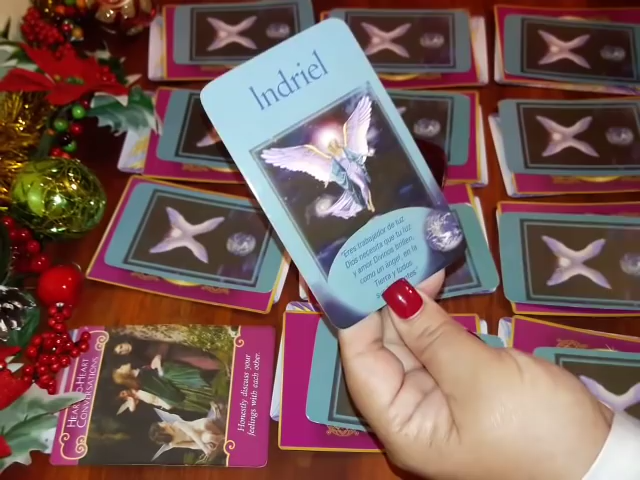 Indriel
"Eres trabajador de luz.
Dios necesita que tu luz
y amor Divinos brillen,
como un Ángel, en la
Tierra y todos
HEART-TO-HEART
CONVERSATIONS
Honestly discuss your
feelings with each other.